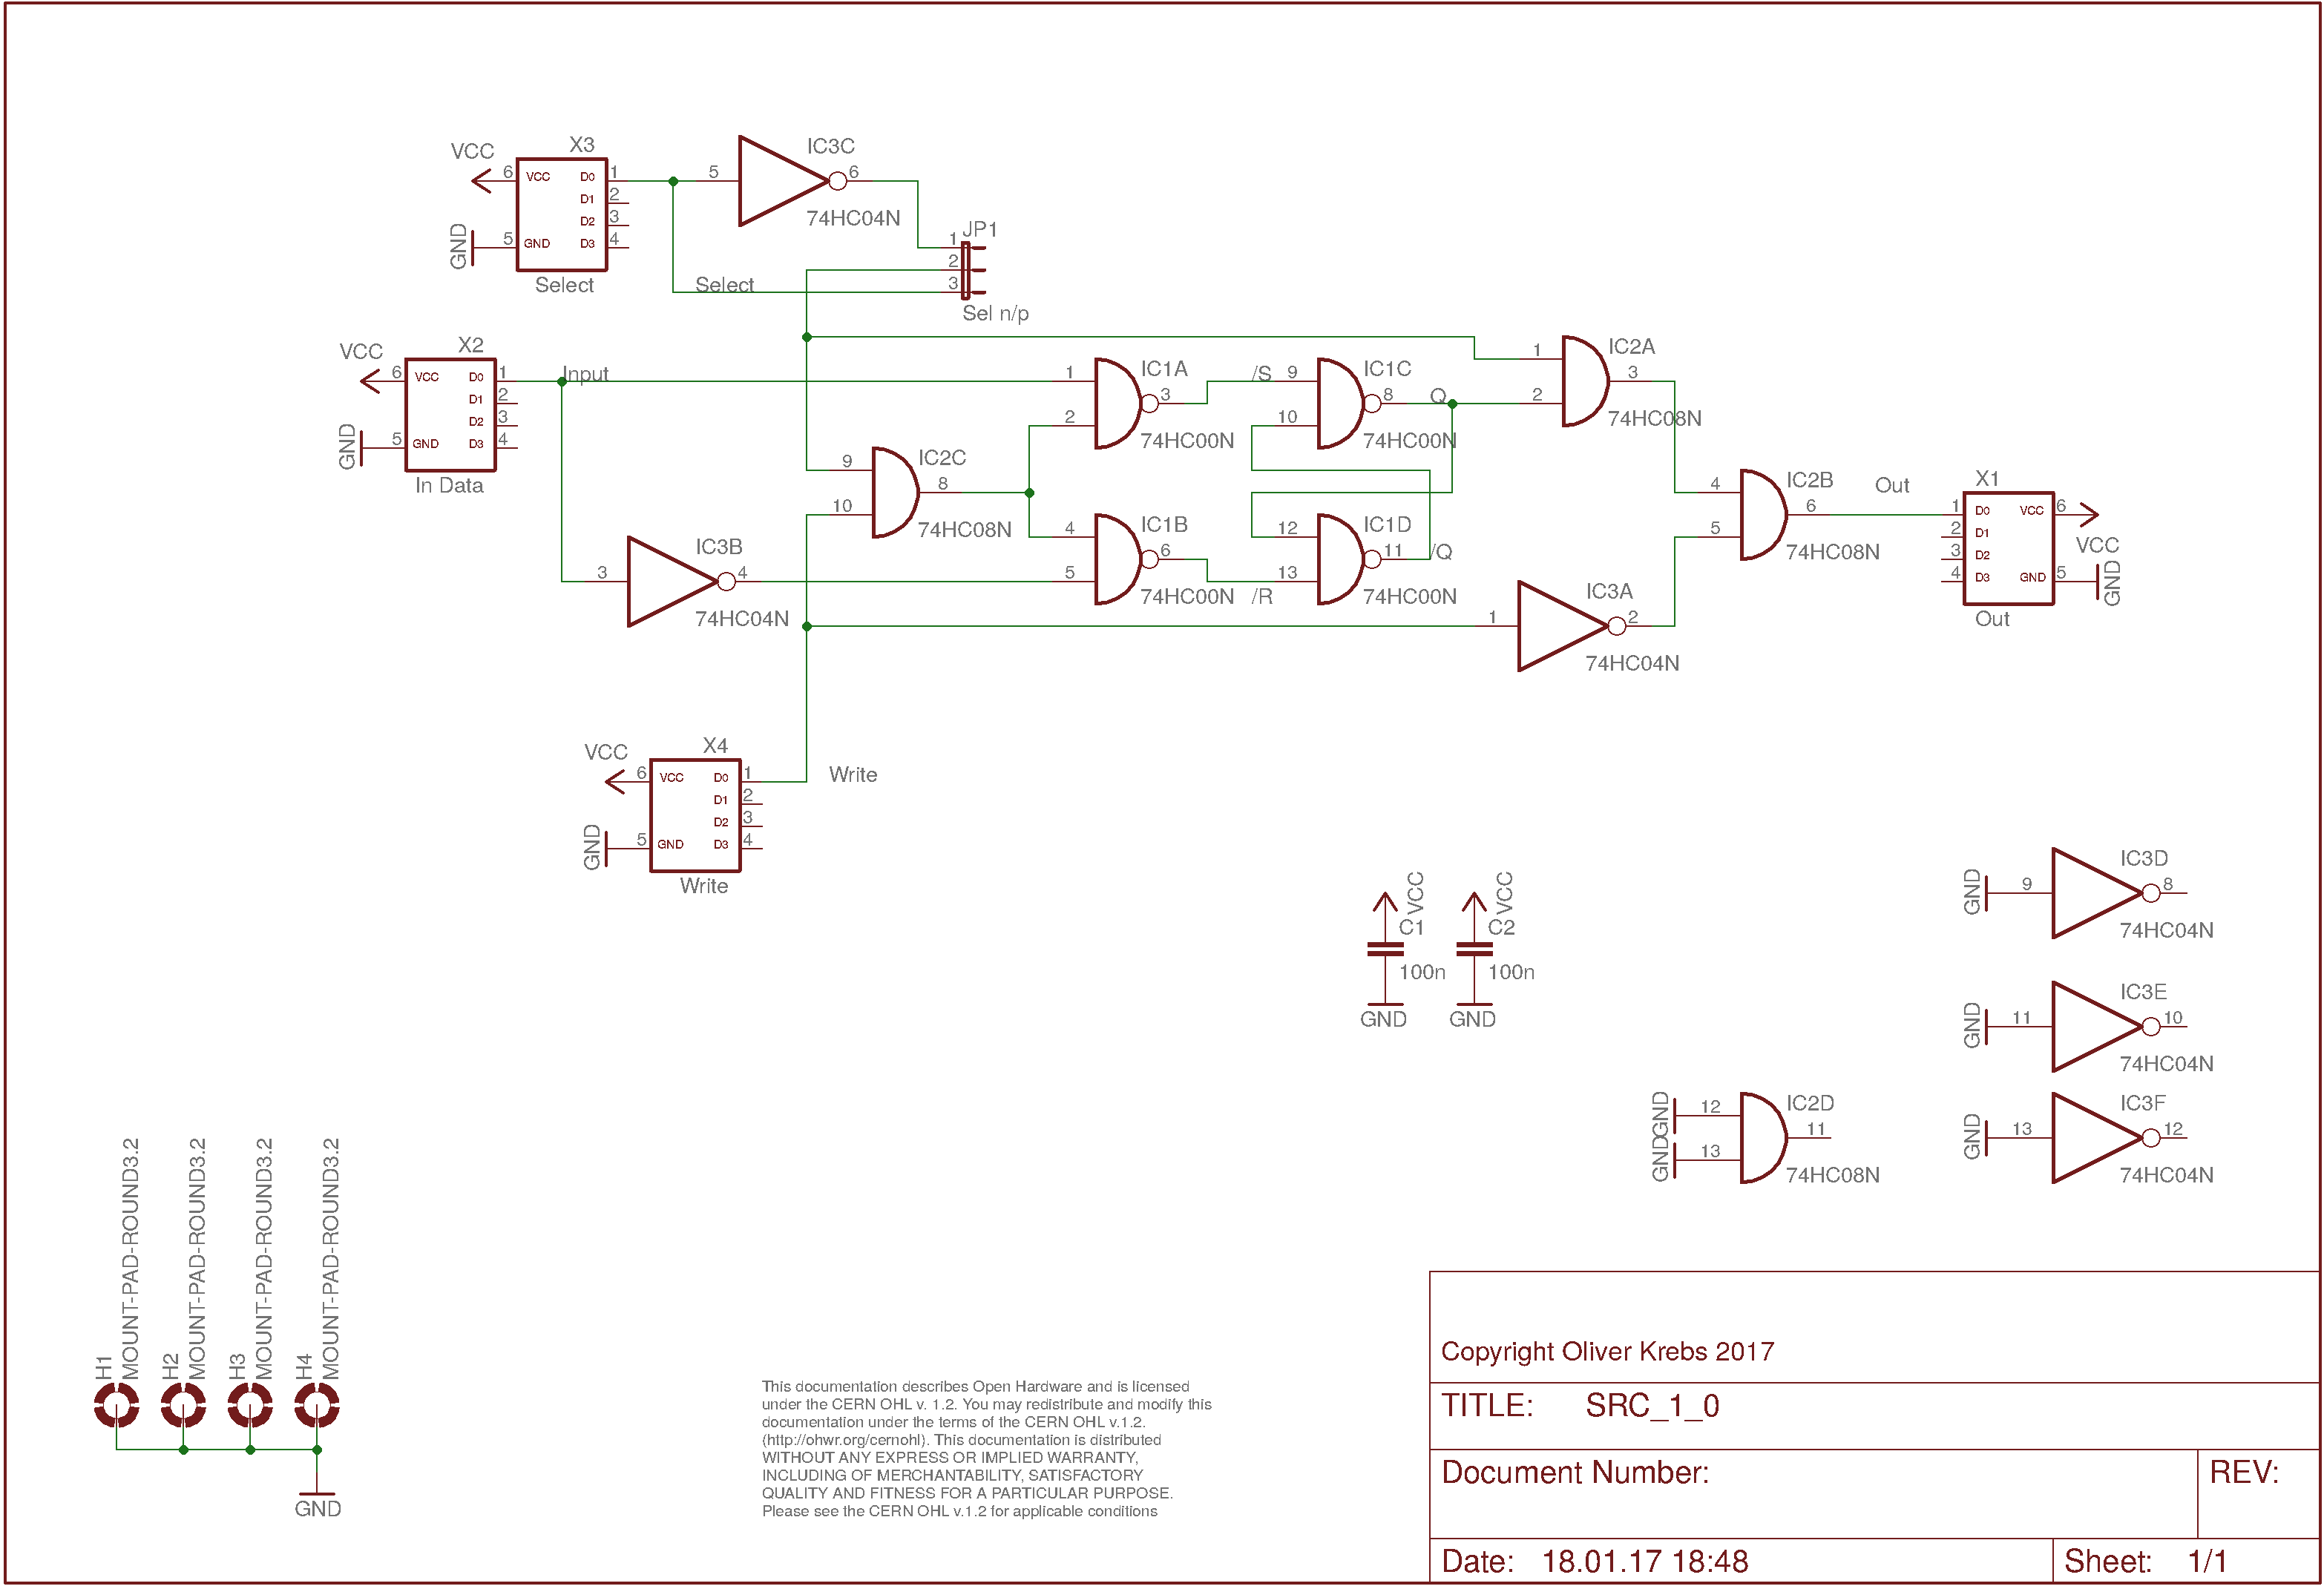 X3
VCC
6
VCC
D0
1
D1
2
D2
3
GND
5
GND
D3
4
Select
5
IC3C
6
74HC04N
Select
JP1
1
2
3
Sel n/p
X2
VCC
6
VCC
D0
1
D1
2
D2
3
GND
5
GND
D3
4
In Data
Input
3
IC3B
4
74HC04N
9
10
IC2C
8
74HC08N
1
2
IC1A
3
74HC00N
4
5
IC1B
6
74HC00N
/S
9
10
IC1C
8
Q
74HC00N
12
13
/R
IC1D
11
/Q
74HC00N
1
2
IC2A
3
74HC08N
1
IC3A
2
74HC04N
4
5
IC2B
6
74HC08N
Out
X1
1
D0
VCC
6
2
D1
VCC
3
D2
4
D3
GND
5
GND
Out
X4
VCC
6
VCC
D0
1
D1
2
D2
3
GND
5
GND
D3
4
Write
Write
VCC
C1
100n
GND
VCC
C2
100n
GND
GND
9
IC3D
8
74HC04N
GND
11
IC3E
10
74HC04N
GND
12
GND
13
IC2D
11
74HC08N
GND
13
IC3F
12
74HC04N
H1
MOUNT-PAD-ROUND3.2
H2
MOUNT-PAD-ROUND3.2
H3
MOUNT-PAD-ROUND3.2
H4
MOUNT-PAD-ROUND3.2
GND
This documentation describes Open Hardware and is licensed
under the CERN OHL v. 1.2. You may redistribute and modify this
documentation under the terms of the CERN OHL v.1.2.
(http://ohwr.org/cernohl). This documentation is distributed
WITHOUT ANY EXPRESS OR IMPLIED WARRANTY,
INCLUDING OF MERCHANTABILITY, SATISFACTORY
QUALITY AND FITNESS FOR A PARTICULAR PURPOSE.
Please see the CERN OHL v.1.2 for applicable conditions
Copyright Oliver Krebs 2017
TITLE: SRC_1_0
Document Number:
REV:
Date: 18.01.17 18:48
Sheet: 1/1